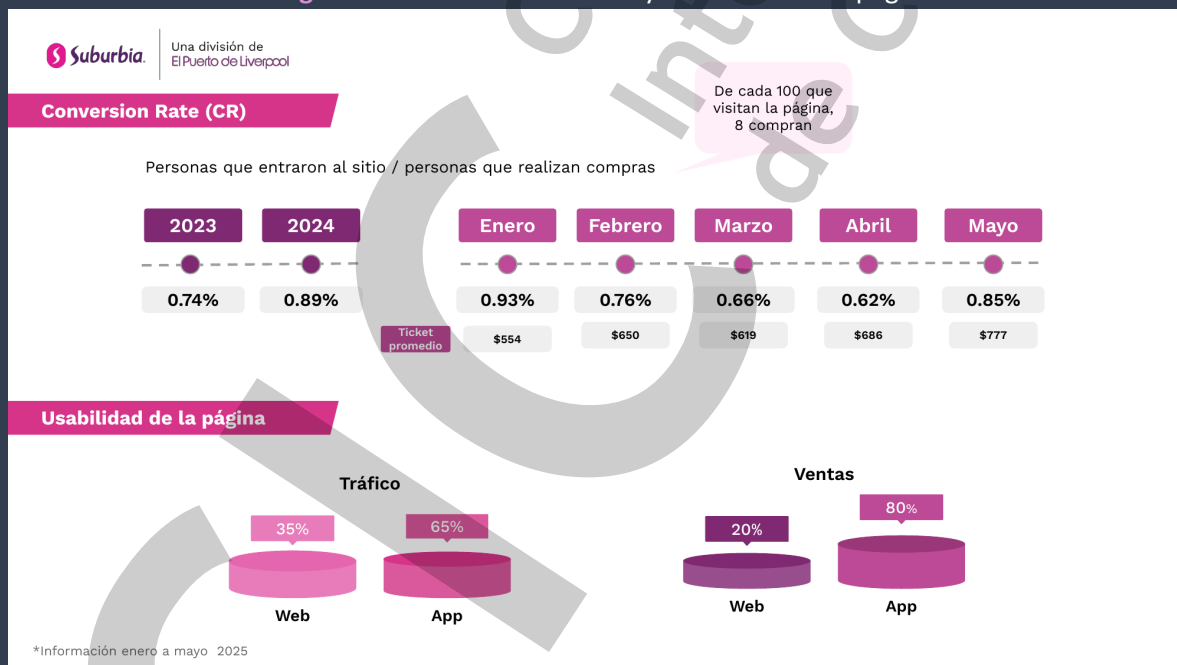 Suburbia.
Una división de
El Puerto de Liverpool
Conversion Rate (CR)
De cada 100 que
visitan la página,
8 compran
Personas que entraron al sitio / personas que realizan compras
2023 2024 Enero Febrero Marzo Abril Mayo
0.74% 0.89% 0.93% 0.76% 0.66% 0.62% 0.85%
Ticket
promedio
$554 $650 $619 $686 $777
Usabilidad de la página
Tráfico
Ventas
35% 65% 20% 80%
Web App Web App
*Información enero a mayo 2025